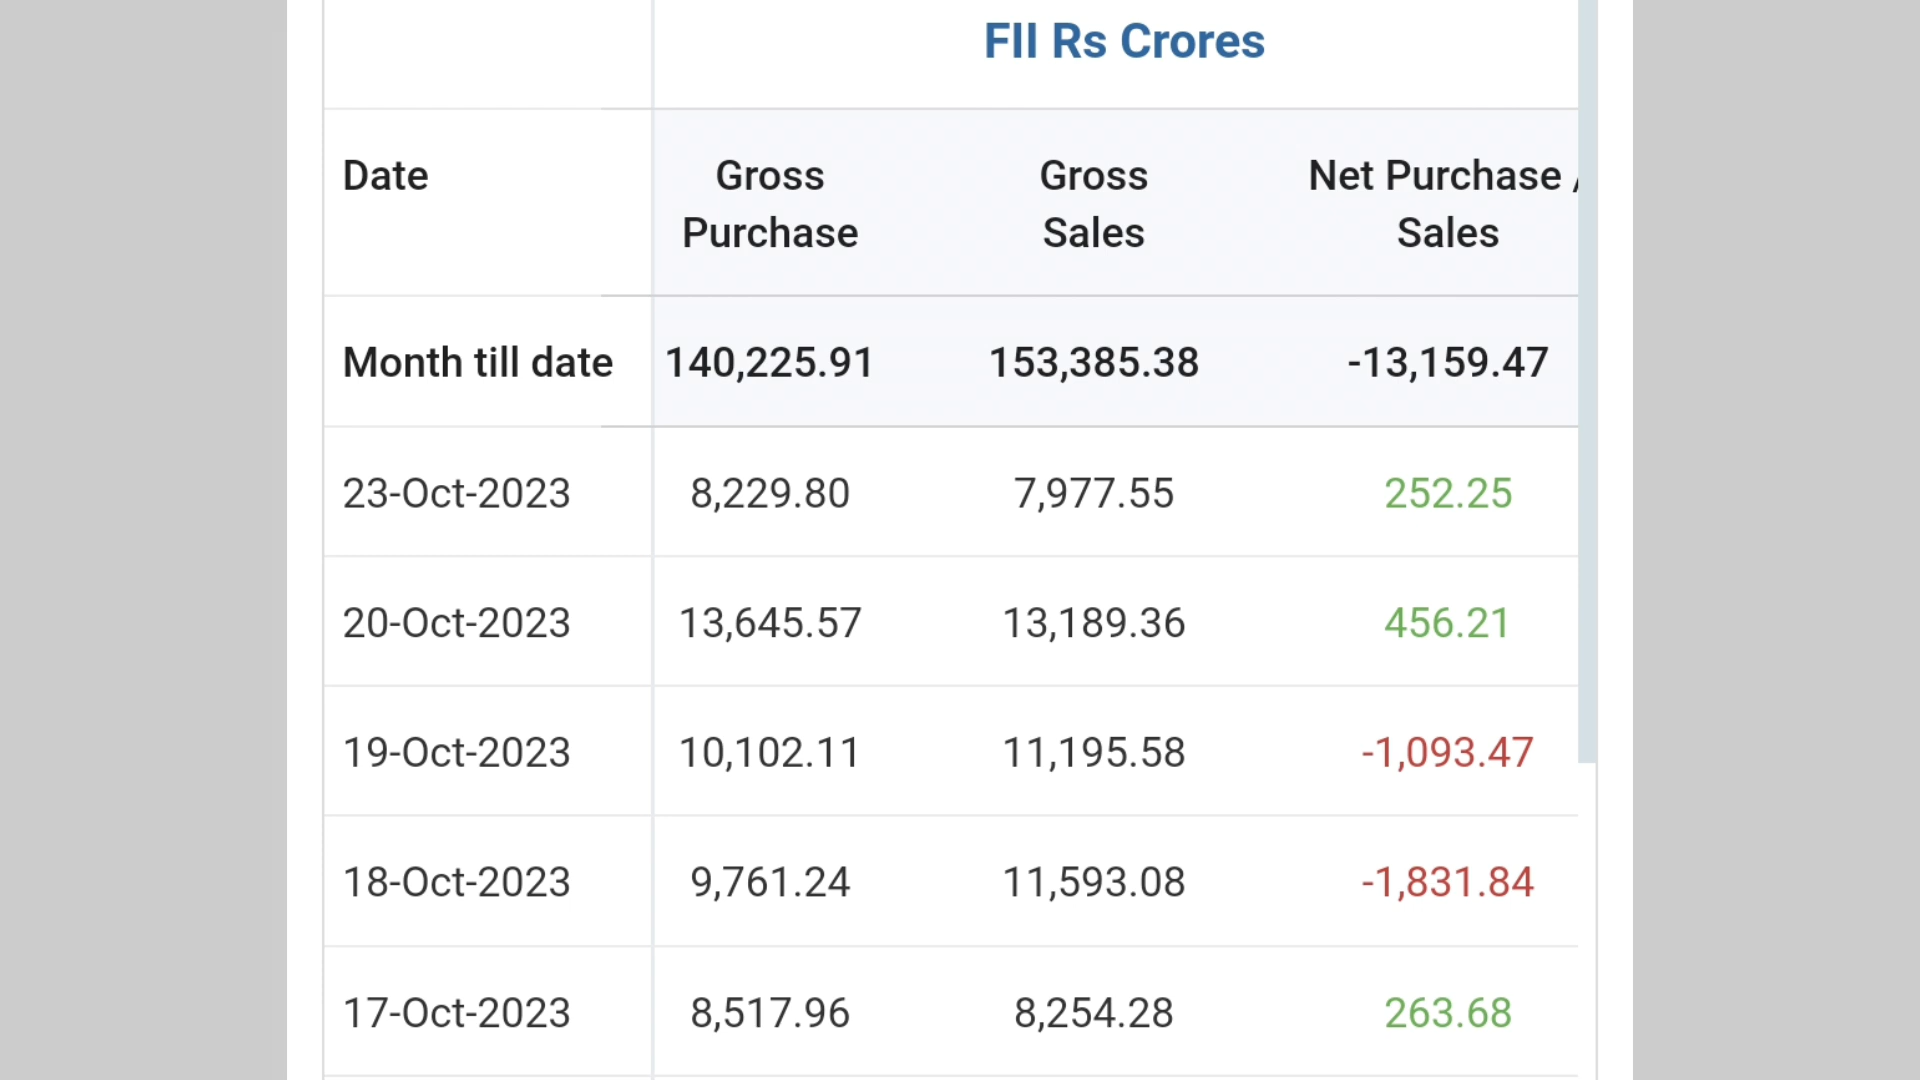 FII Rs Crores
Date Gross Purchase Gross Sales Net Purchase / Sales
Month till date 140,225.91 153,385.38 -13,159.47
23-Oct-2023 8,229.80 7,977.55 252.25
20-Oct-2023 13,645.57 13,189.36 456.21
19-Oct-2023 10,102.11 11,195.58 -1,093.47
18-Oct-2023 9,761.24 11,593.08 -1,831.84
17-Oct-2023 8,517.96 8,254.28 263.68